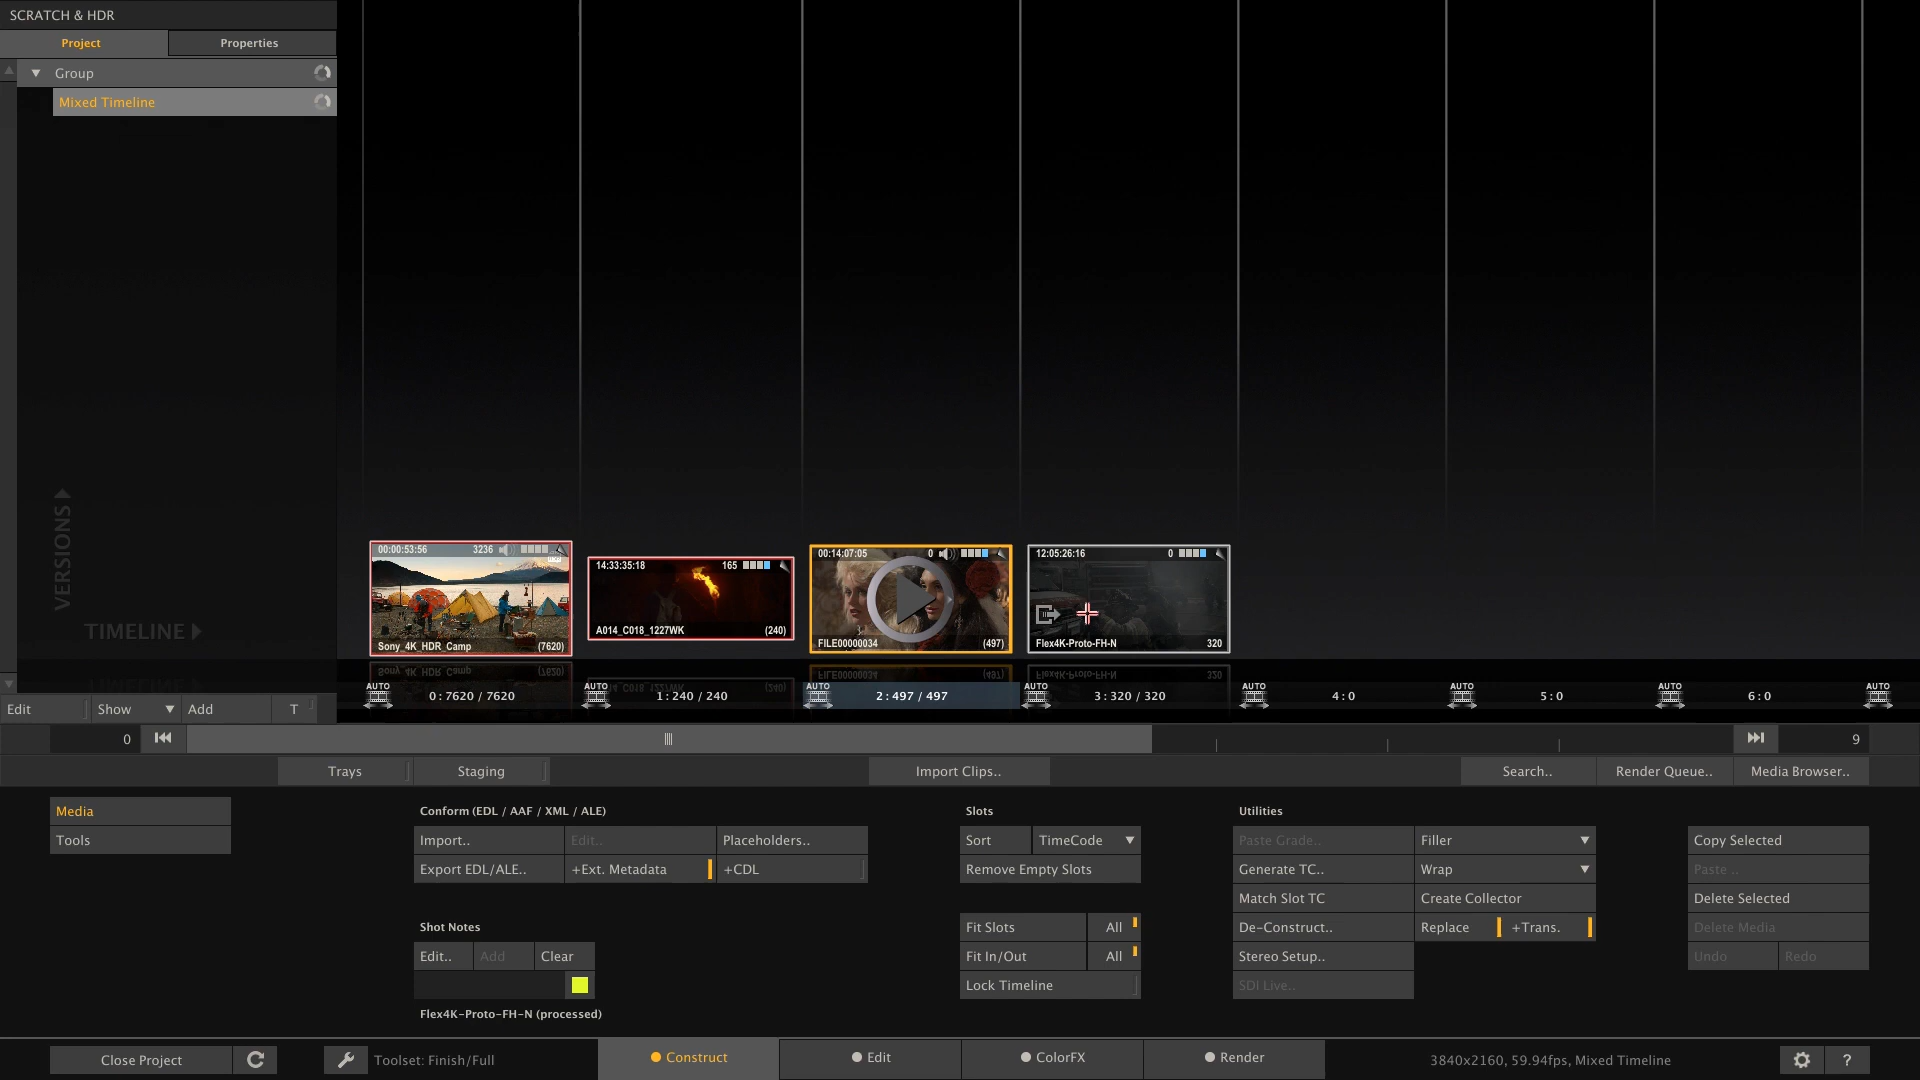 SCRATCH & HDR
Project Properties
Group
Mixed Timeline
VERSIONS
TIMELINE
00:00:53:56 3236
Sony_4K_HDR_Camp (7620)
14:33:35:18 165
A014_C018_1227WK (240)
00:14:07:05 0
FILE00000034 (497)
12:05:26:16 0
Flex4K-Proto-FH-N 320
AUTO 0 : 7620 / 7620 AUTO 1 : 240 / 240 AUTO 2 : 497 / 497 AUTO 3 : 320 / 320 AUTO 4 : 0 AUTO 5 : 0 AUTO 6 : 0 AUTO
Edit Show Add T
0 9
Trays Staging Import Clips.. Search.. Render Queue.. Media Browser..
Media
Tools
Conform (EDL / AAF / XML / ALE)
Import.. Edit.. Placeholders..
Export EDL/ALE.. +Ext. Metadata +CDL
Shot Notes
Edit.. Add Clear
Flex4K-Proto-FH-N (processed)
Slots
Sort TimeCode
Remove Empty Slots
Fit Slots All
Fit In/Out All
Lock Timeline
Utilities
Paste Grade.. Filler
Generate TC.. Wrap
Match Slot TC Create Collector
De-Construct.. Replace +Trans.
Stereo Setup..
SDI Live..
Copy Selected
Paste ..
Delete Selected
Delete Media
Undo Redo
Close Project Toolset: Finish/Full Construct Edit ColorFX Render 3840x2160, 59.94fps, Mixed Timeline ?